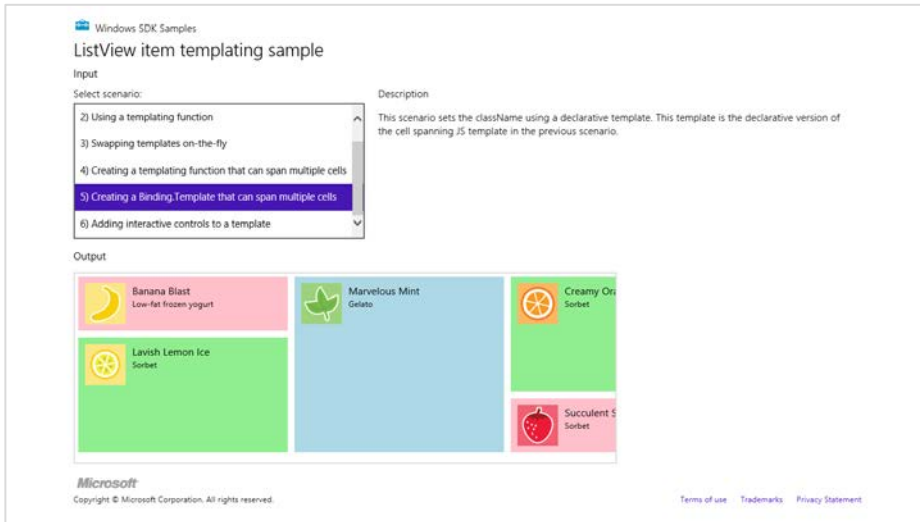 Windows SDK Samples
ListView item templating sample
Input
Select scenario:
2) Using a templating function
3) Swapping templates on-the-fly
4) Creating a templating function that can span multiple cells
5) Creating a Binding.Template that can span multiple cells
6) Adding interactive controls to a template
Description
This scenario sets the className using a declarative template. This template is the declarative version of
the cell spanning JS template in the previous scenario.
Output
Banana Blast
Low-fat frozen yogurt
Lavish Lemon Ice
Sorbet
Marvelous Mint
Gelato
Creamy Ora
Sorbet
Succulent S
Sorbet
Microsoft
Copyright © Microsoft Corporation. All rights reserved.
Terms of use Trademarks Privacy Statement